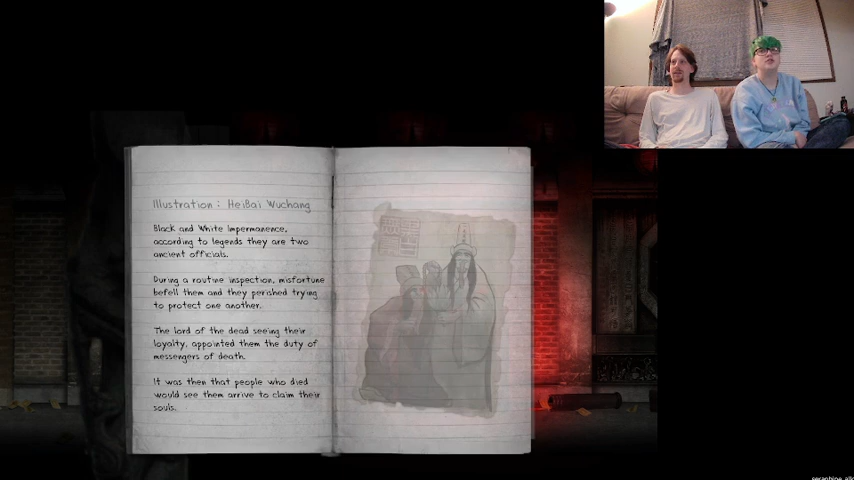 Illustration : HeiBai Wuchang
Black and White Impermanence,
according to legends they are two
ancient officials.
During a routine inspection, misfortune
befell them and they perished trying
to protect one another.
The lord of the dead seeing their
loyalty, appointed them the duty of
messengers of death.
It was then that people who died
would see them arrive to claim their
souls.